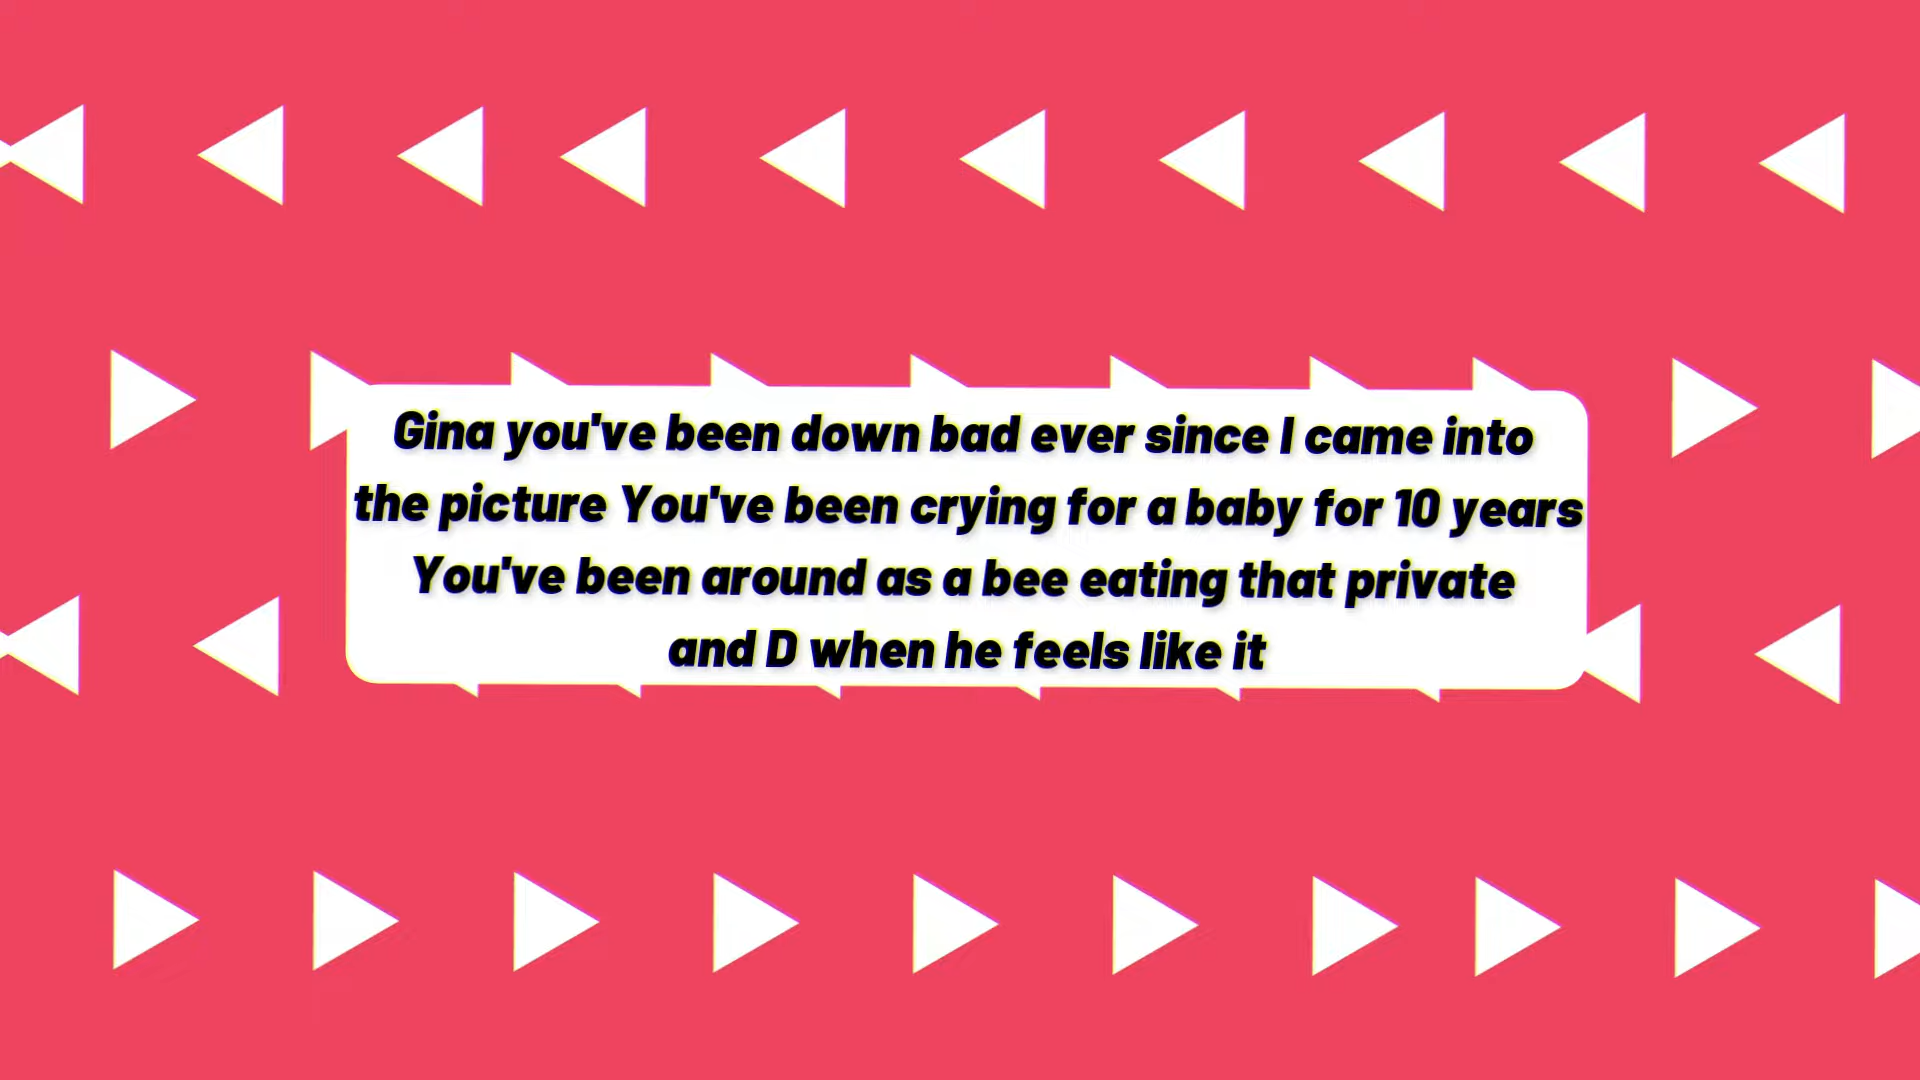 Gina you've been down bad ever since I came into
the picture You've been crying for a baby for 10 years
You've been around as a bee eating that private
and D when he feels like it